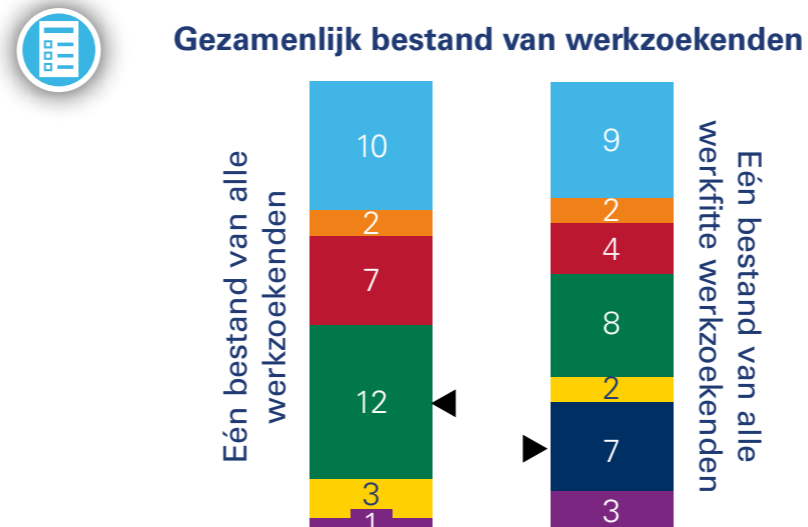 Gezamenlijk bestand van werkzoekenden
Eén bestand van alle
werkzoekenden
10
2
7
12
3
1
9
2
4
8
2
7
3
Eén bestand van alle
werkfitte werkzoekenden